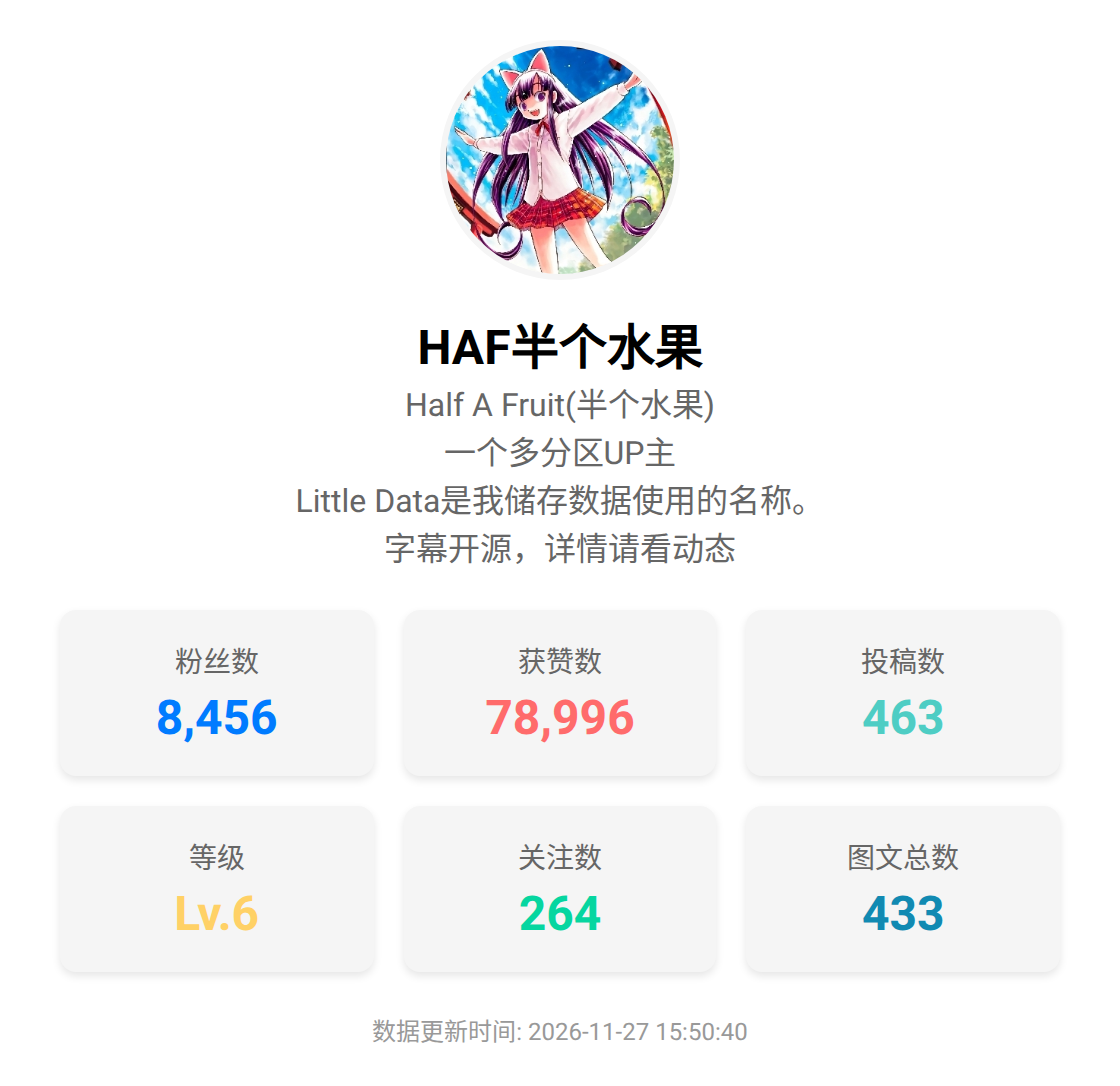 HAF半个水果
Half A Fruit(半个水果)
一个多分区UP主
Little Data是我储存数据使用的名称。
字幕开源，详情请看动态
粉丝数
8,456
获赞数
78,996
投稿数
463
等级
Lv.6
关注数
264
图文总数
433
数据更新时间: 2026-11-27 15:50:40